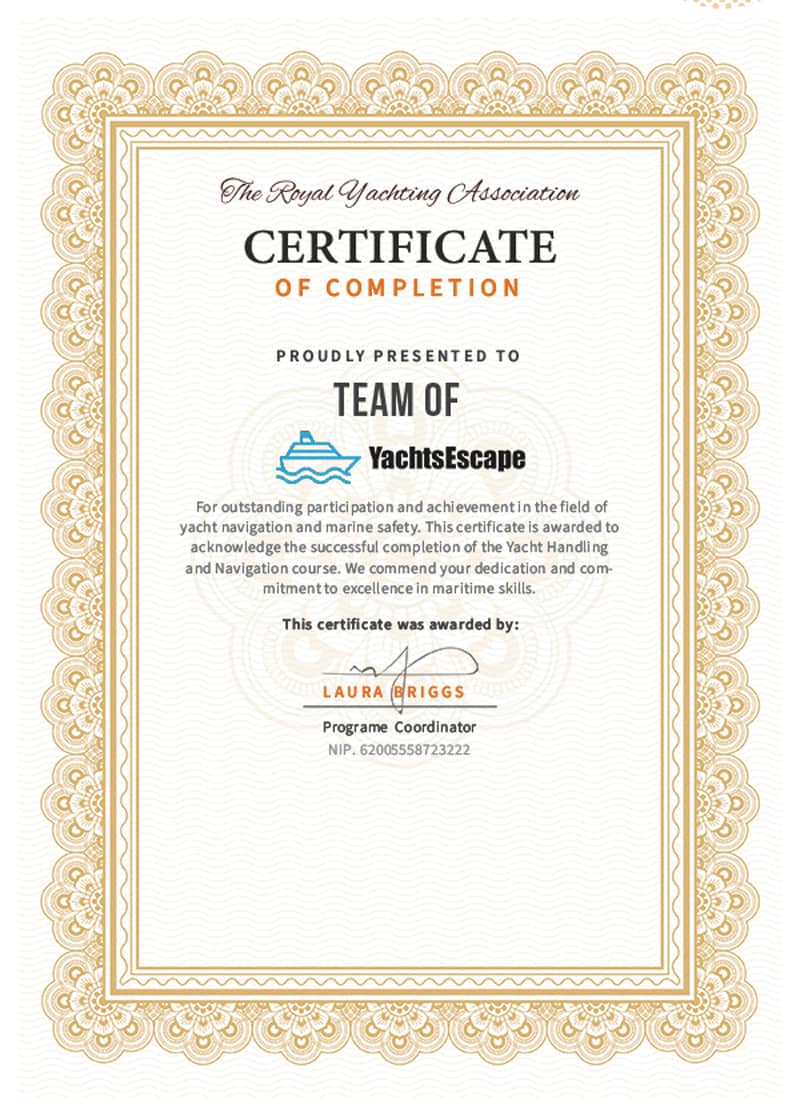 The Royal Yachting Association
CERTIFICATE
OF COMPLETION
PROUDLY PRESENTED TO
TEAM OF
YachtsEscape
For outstanding participation and achievement in the field of
yacht navigation and marine safety. This certificate is awarded to
acknowledge the successful completion of the Yacht Handling
and Navigation course. We commend your dedication and com-
mitment to excellence in maritime skills.
This certificate was awarded by:
LAURA BRIGGS
Programe Coordinator
NIP. 62005558723222